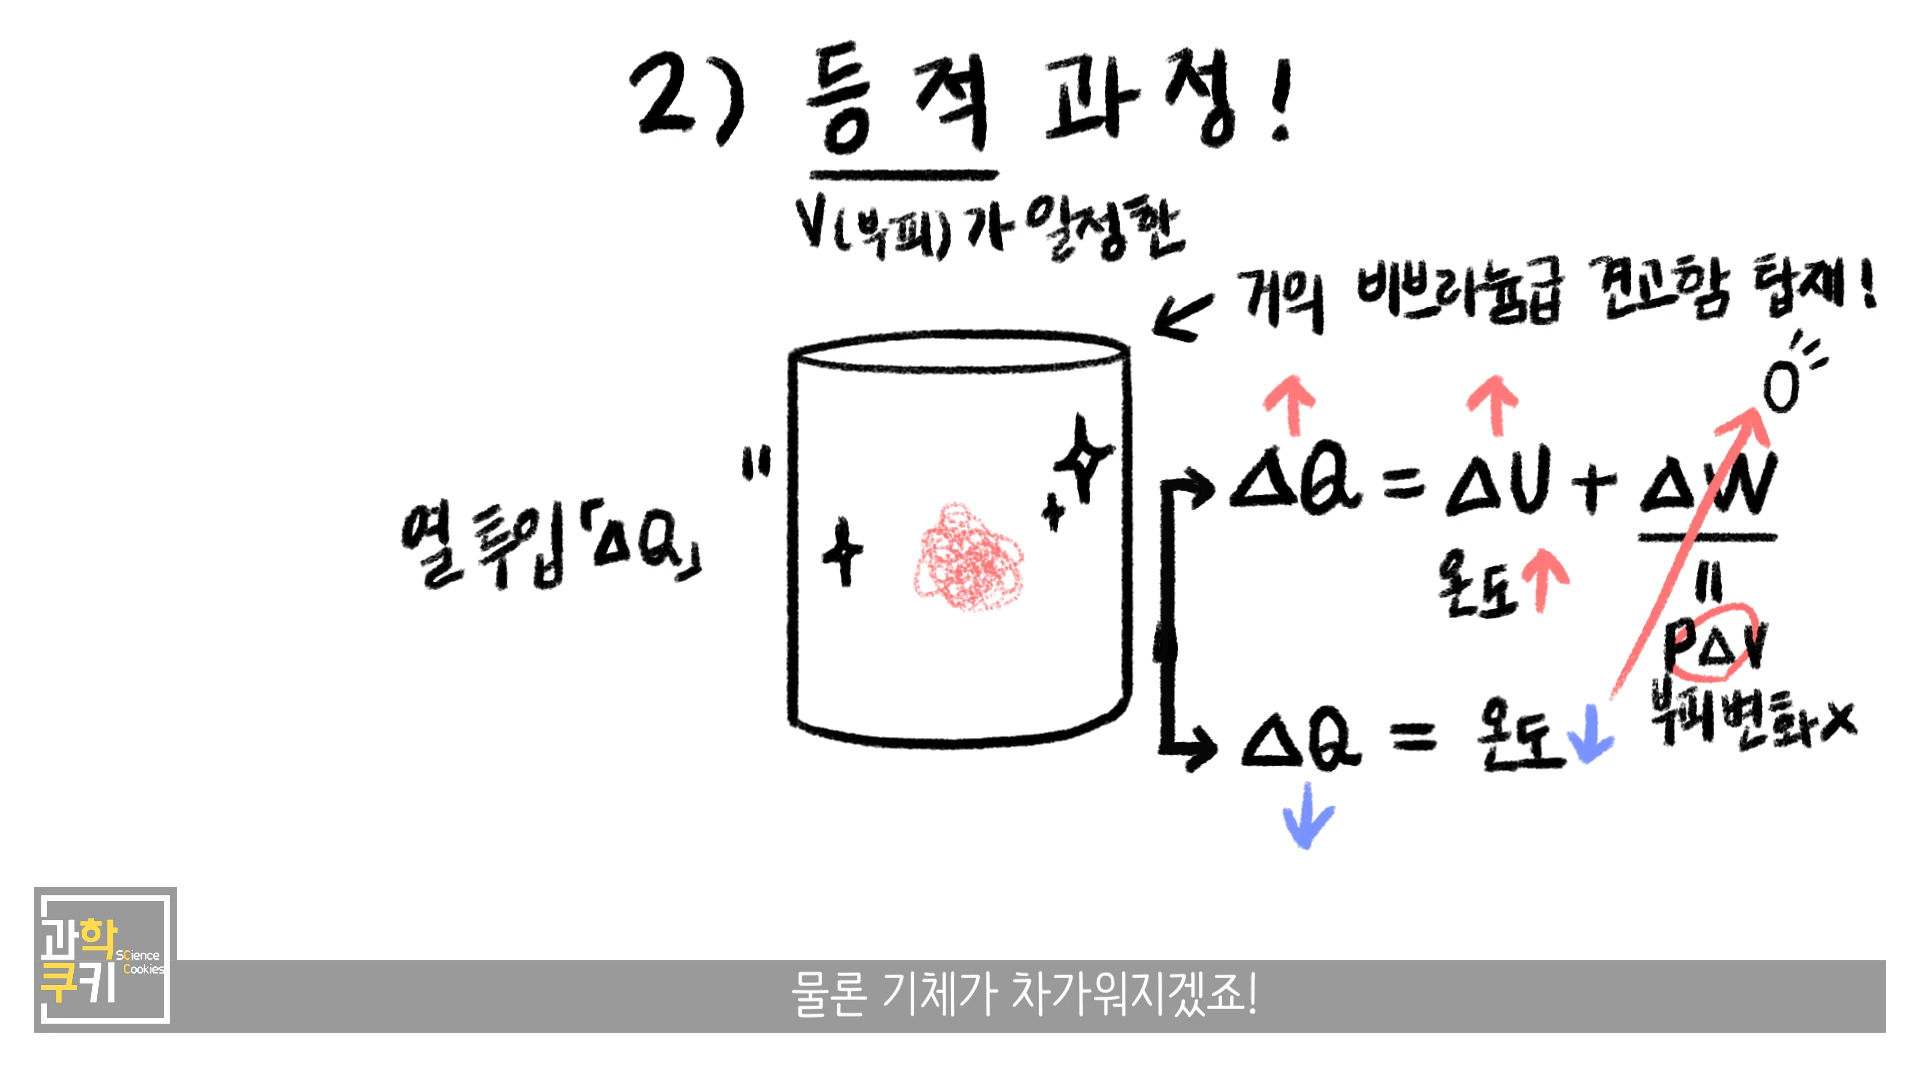 2) 등적 과정!
V(부피)가 일정한
거의 비브라늄급 견고함 탑재!
0
열 투입 「ΔQ」
ΔQ = ΔU + ΔW
온도↑
=
PΔV
부피변화x
ΔQ = 온도↓
과학쿠키
Science Cookies
물론 기체가 차가워지겠죠!